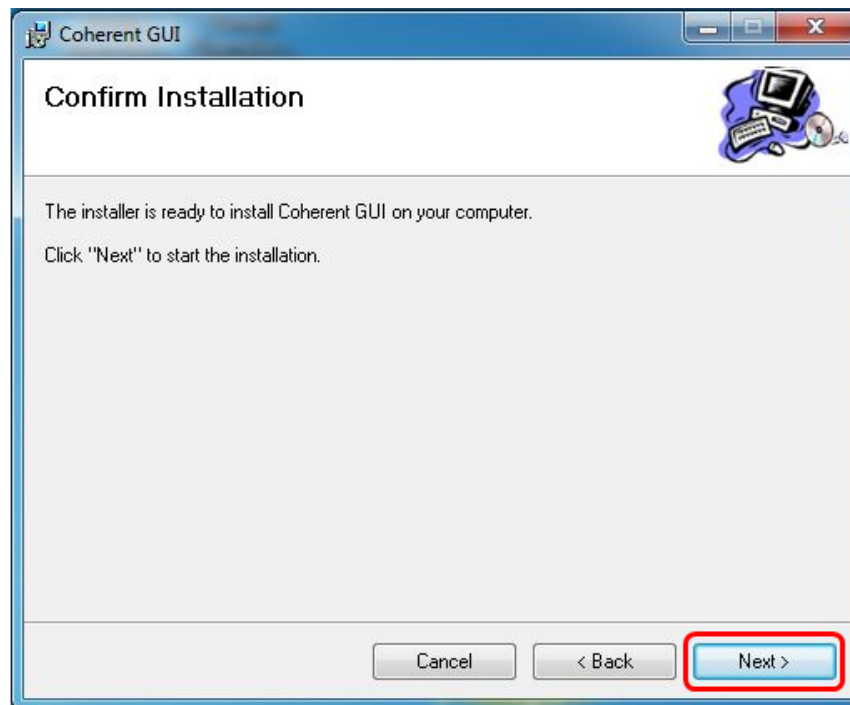 Coherent GUI
Confirm Installation
The installer is ready to install Coherent GUI on your computer.
Click "Next" to start the installation.
Cancel
< Back
Next >